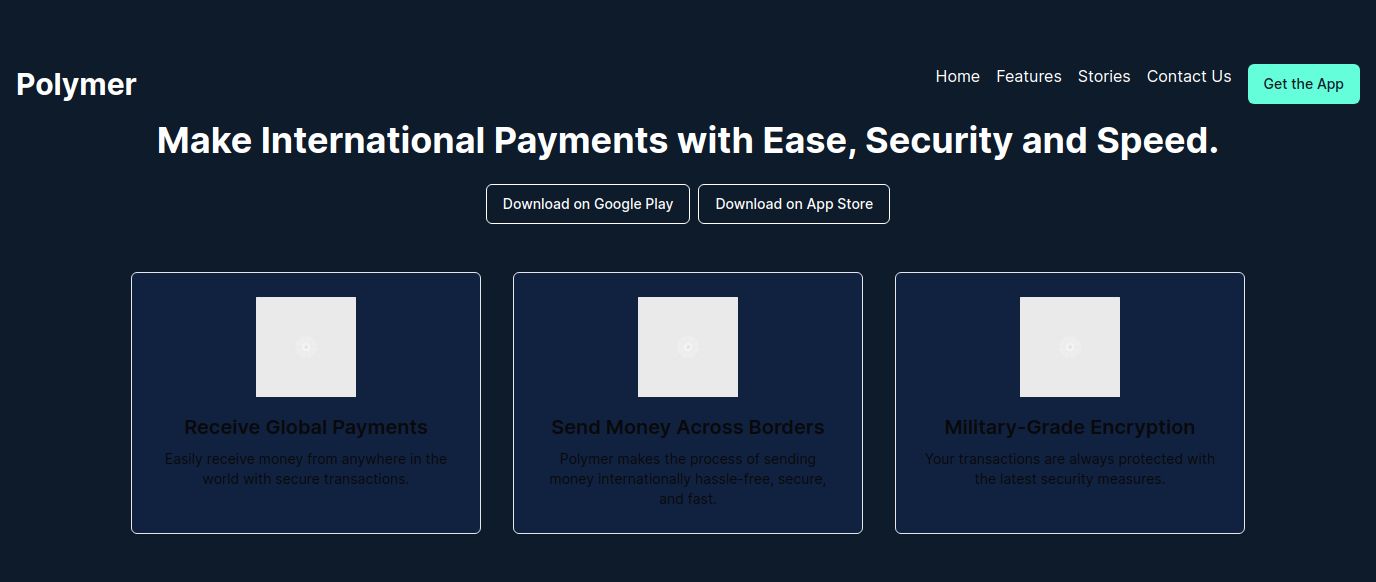 Polymer
Home Features Stories Contact Us Get the App
Make International Payments with Ease, Security and Speed.
Download on Google Play Download on App Store
Receive Global Payments
Easily receive money from anywhere in the
world with secure transactions.
Send Money Across Borders
Polymer makes the process of sending
money internationally hassle-free, secure,
and fast.
Military-Grade Encryption
Your transactions are always protected with
the latest security measures.